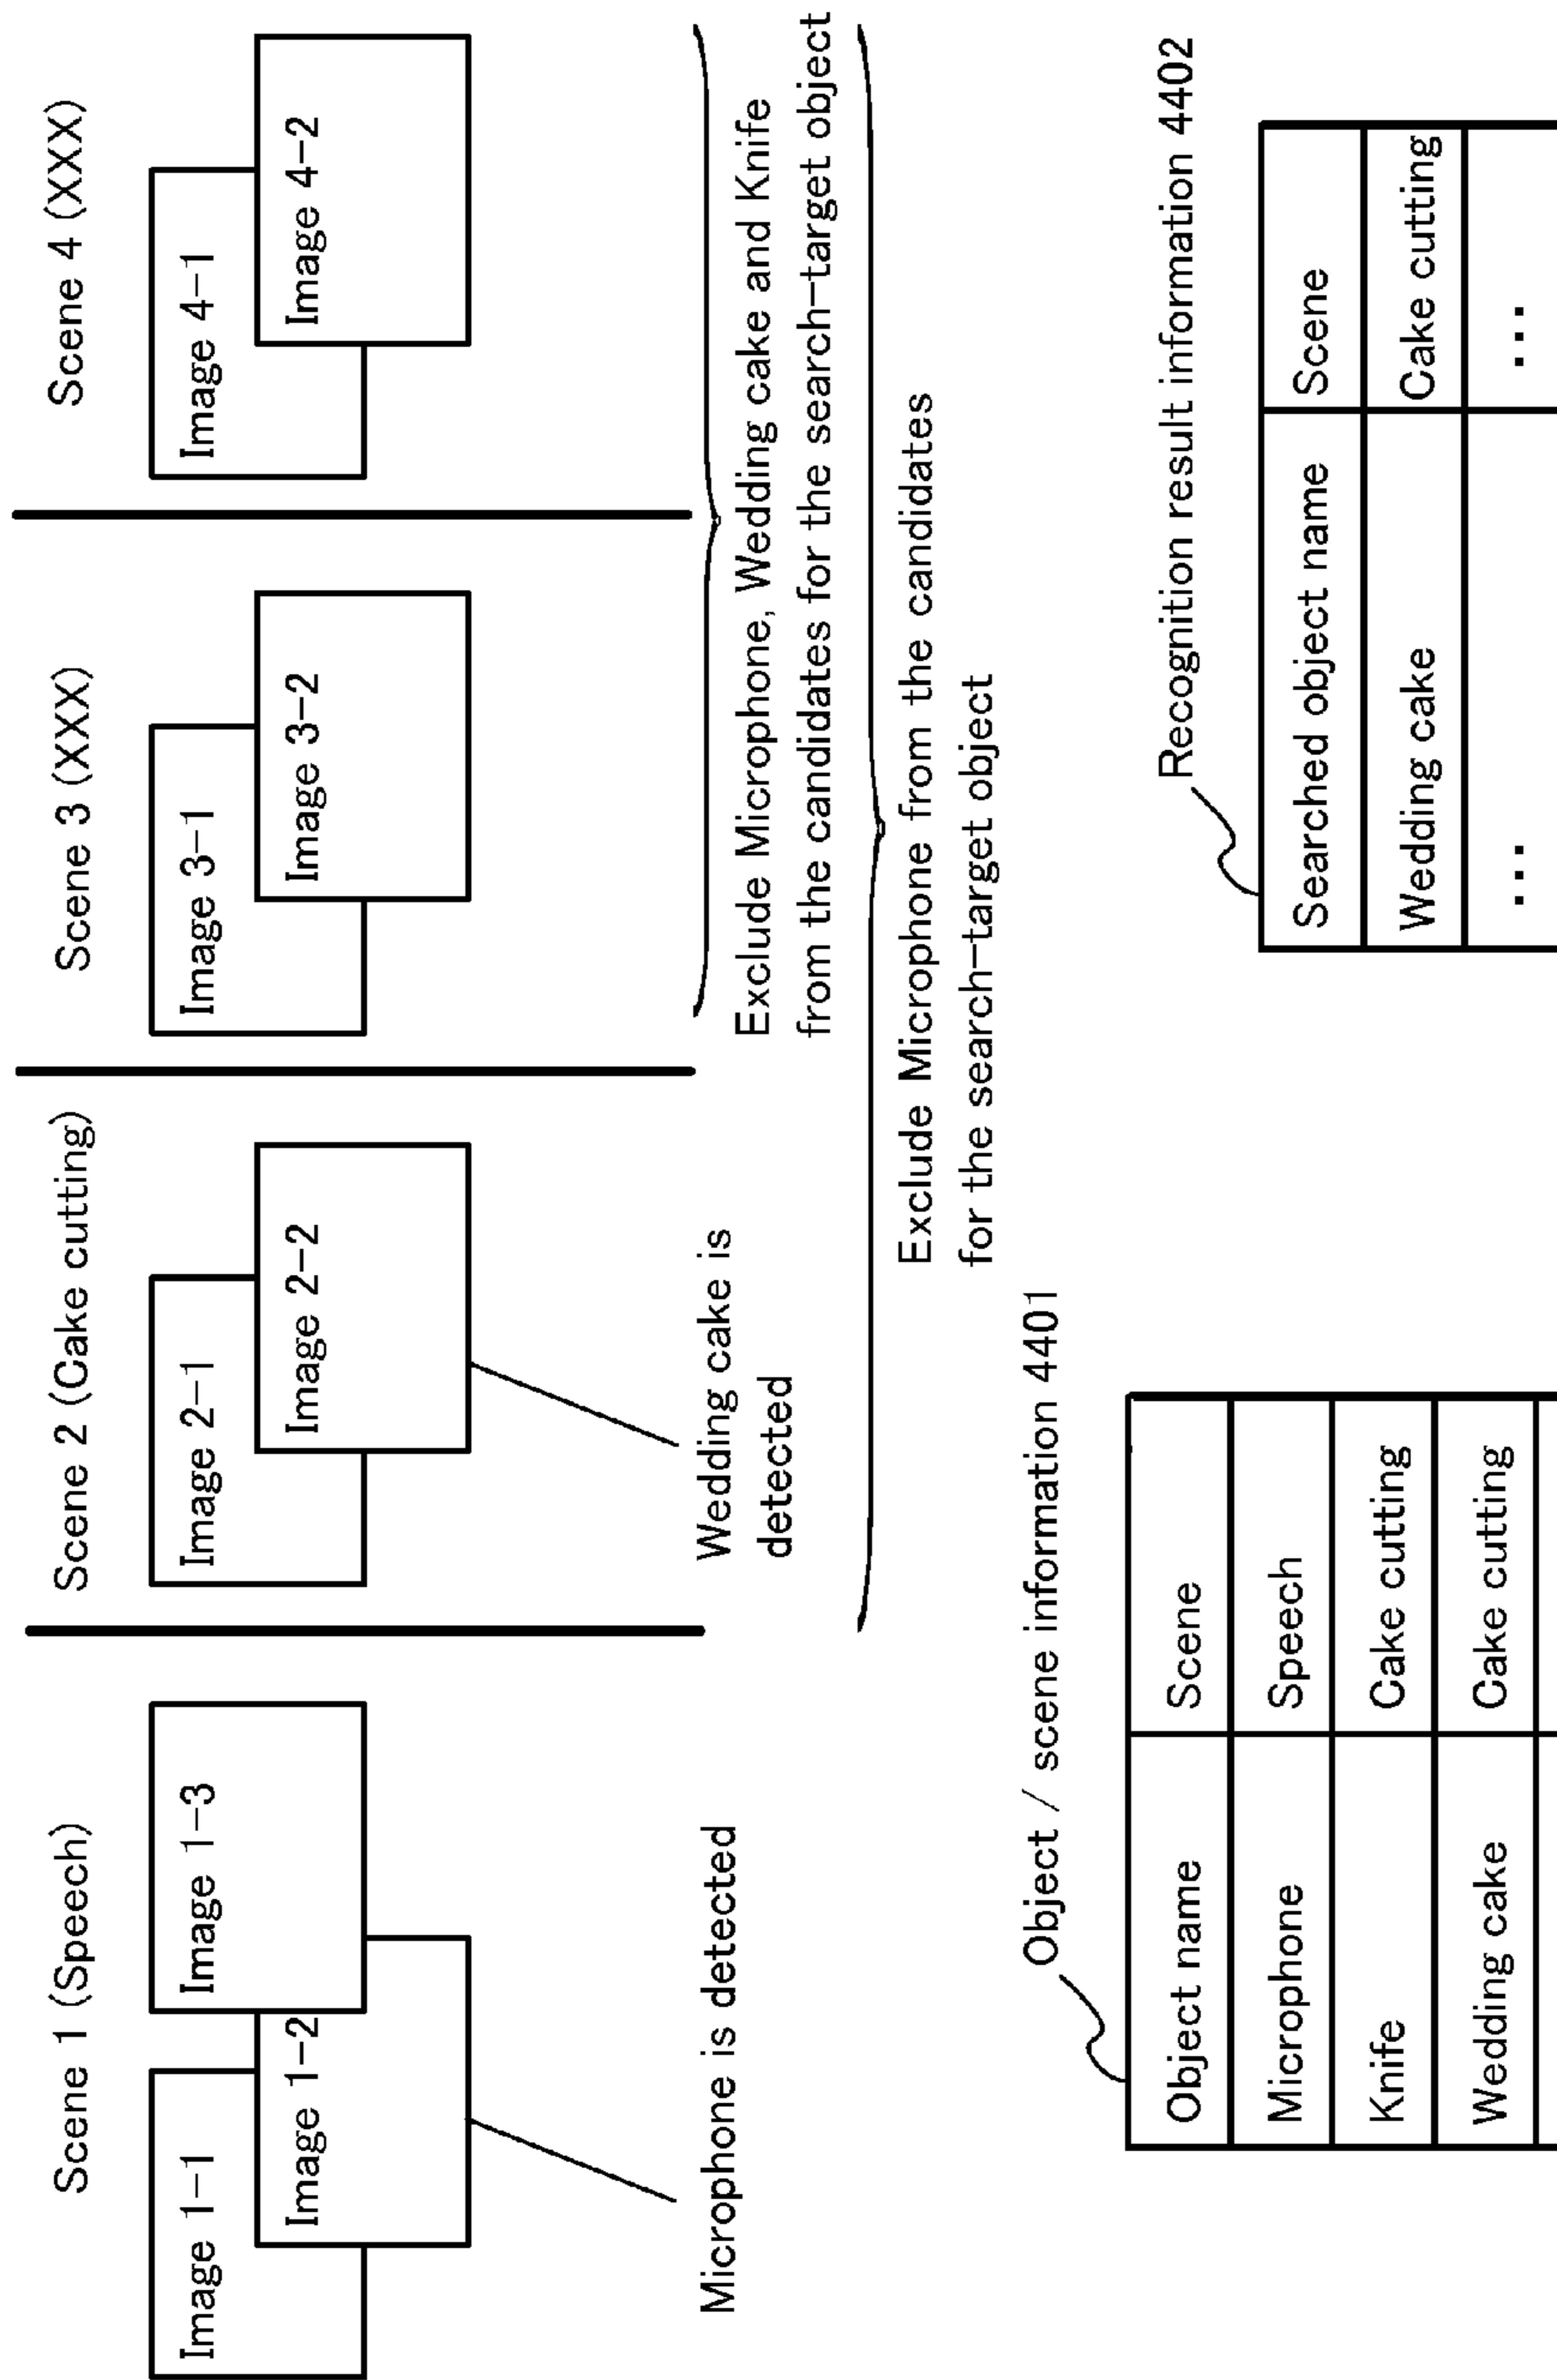 Scene 1 (Speech)
Image 1-1
Image 1-2
Image 1-3
Microphone is detected
Scene 2 (Cake cutting)
Image 2-1
Image 2-2
Wedding cake is
detected
Scene 3 (XXX)
Image 3-1
Image 3-2
Scene 4 (XXX)
Image 4-1
Image 4-2
Exclude Microphone, Wedding cake and Knife
from the candidates for the search-target object
Exclude Microphone from the candidates
for the search-target object
Object / scene information 4401
Object name Scene
Microphone Speech
Knife Cake cutting
Wedding cake Cake cutting
Recognition result information 4402
Searched object name Scene
Wedding cake Cake cutting
... ...